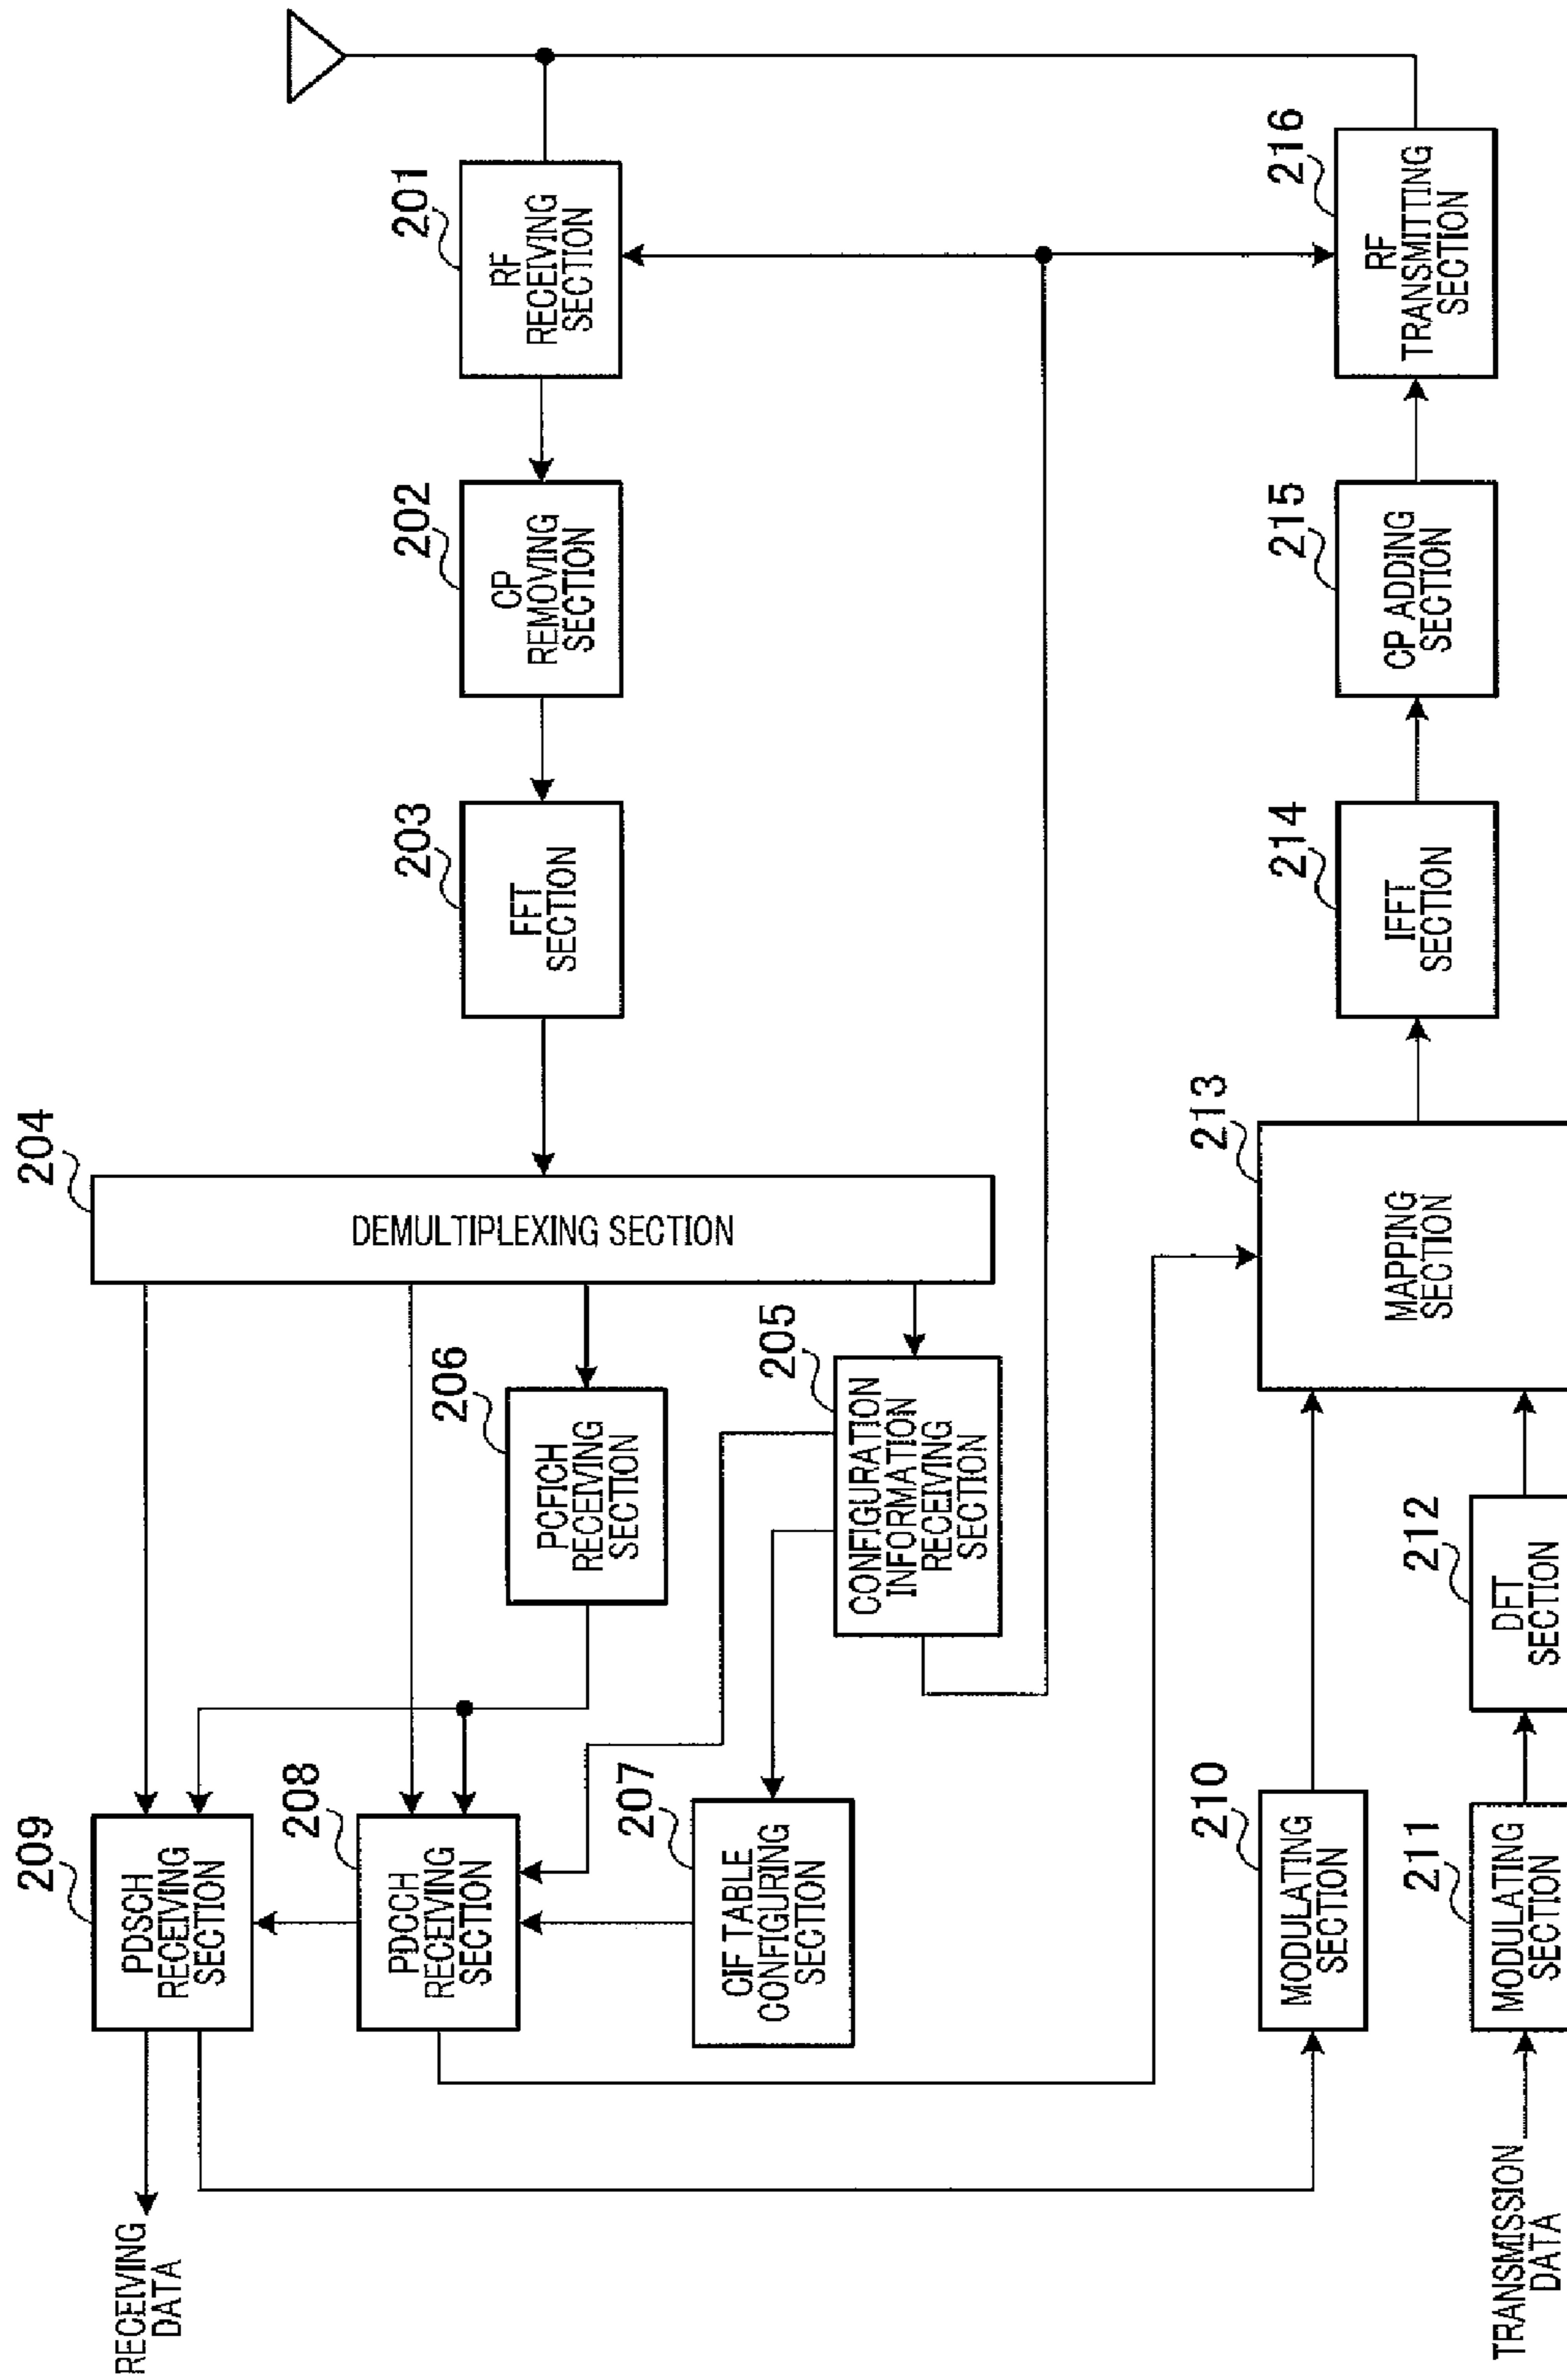 201
RF
RECEIVING
SECTION
202
CP
REMOVING
SECTION
203
FFT
SECTION
204
DEMULTIPLEXING SECTION
205
CONFIGURATION
INFORMATION
RECEIVING
SECTION
206
PCFICH
RECEIVING
SECTION
207
CIF TABLE
CONFIGURING
SECTION
208
PDCCH
RECEIVING
SECTION
209
PDSCH
RECEIVING
SECTION
RECEIVING
DATA
210
MODULATING
SECTION
211
MODULATING
SECTION
TRANSMISSION
DATA
212
DFT
SECTION
213
MAPPING
SECTION
214
IFFT
SECTION
215
CP ADDING
SECTION
216
RF
TRANSMITTING
SECTION